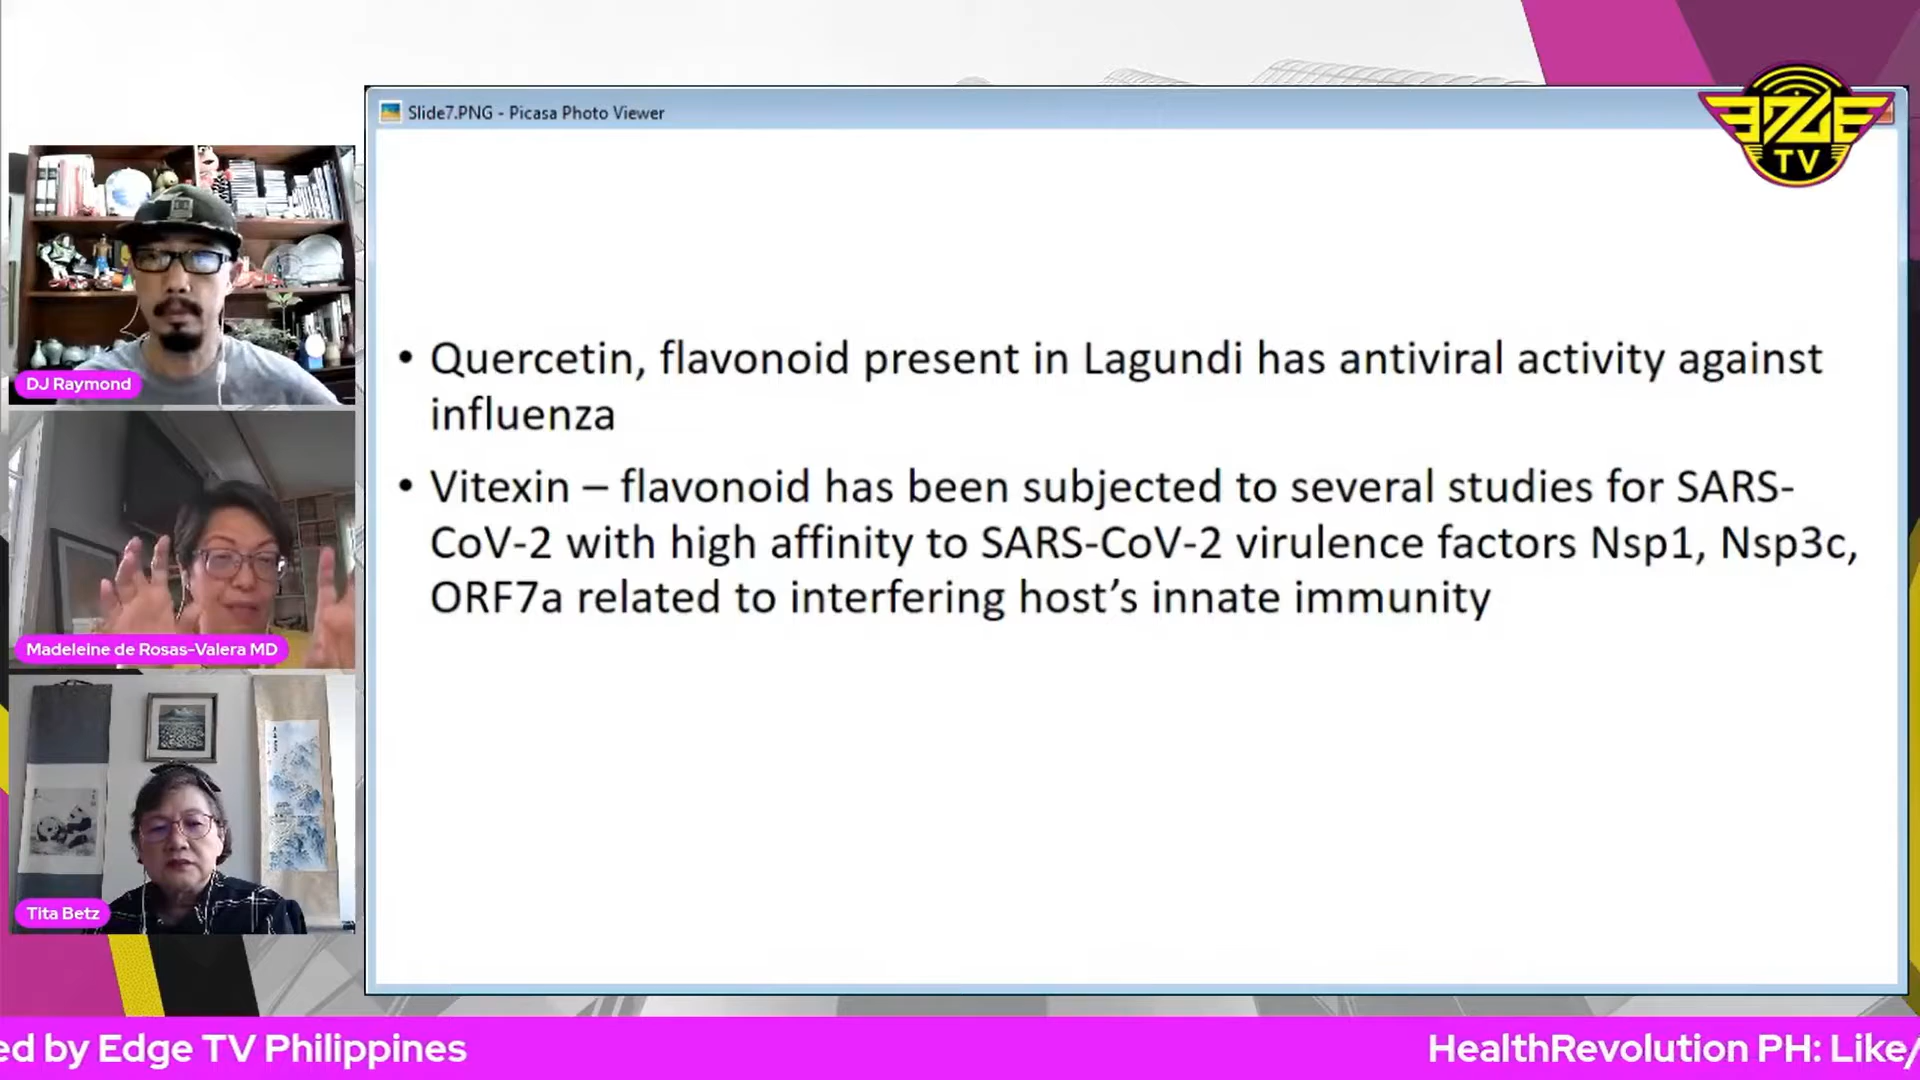 Slide7.PNG - Picasa Photo Viewer
EDGE
TV
• Quercetin, flavonoid present in Lagundi has antiviral activity against
influenza
• Vitexin – flavonoid has been subjected to several studies for SARS-
CoV-2 with high affinity to SARS-CoV-2 virulence factors Nsp1, Nsp3c,
ORF7a related to interfering host’s innate immunity
DJ Raymond
Madeleine de Rosas-Valera MD
Tita Betz
ed by Edge TV Philippines
HealthRevolution PH: Like/